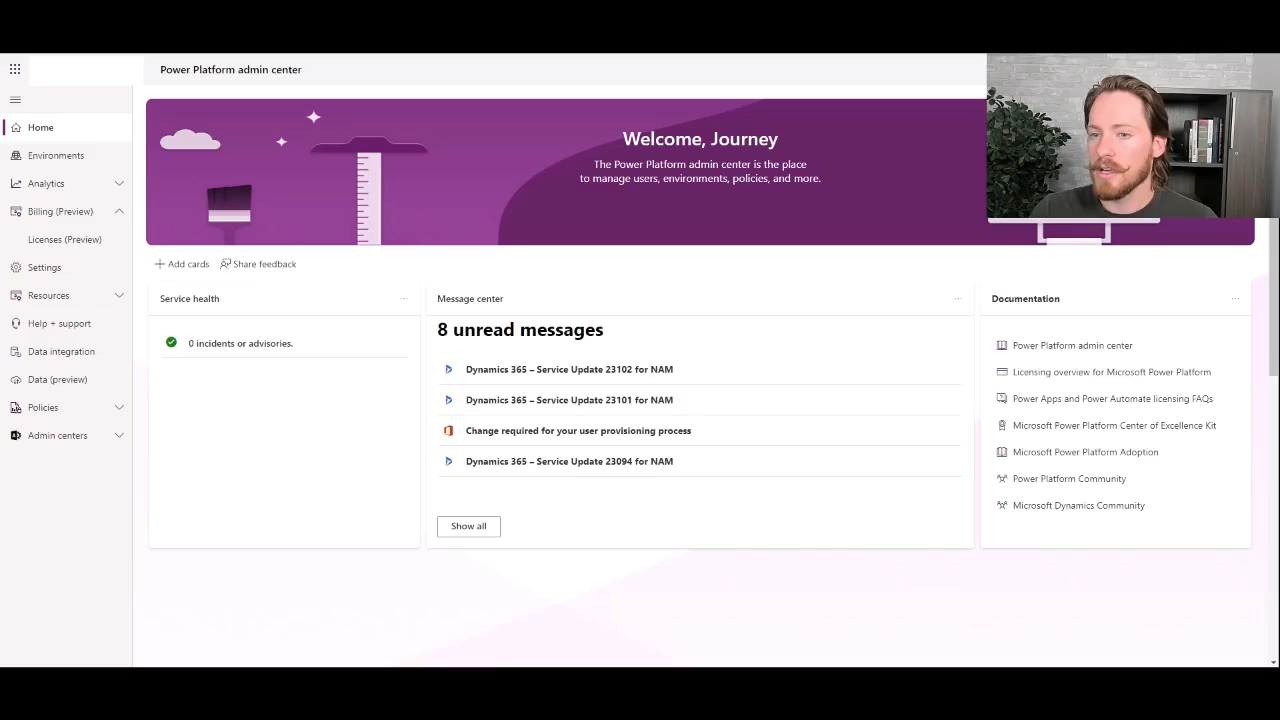 Power Platform admin center
Home
Environments
Analytics
Billing (Preview)
Licenses (Preview)
Settings
Resources
Help + support
Data integration
Data (preview)
Policies
Admin centers
Welcome, Journey
The Power Platform admin center is the place
to manage users, environments, policies, and more.
Add cards
Share feedback
Service health
0 incidents or advisories.
Message center
8 unread messages
Dynamics 365 – Service Update 23102 for NAM
Dynamics 365 – Service Update 23101 for NAM
Change required for your user provisioning process
Dynamics 365 – Service Update 23094 for NAM
Show all
Documentation
Power Platform admin center
Licensing overview for Microsoft Power Platform
Power Apps and Power Automate licensing FAQs
Microsoft Power Platform Center of Excellence Kit
Microsoft Power Platform Adoption
Power Platform Community
Microsoft Dynamics Community